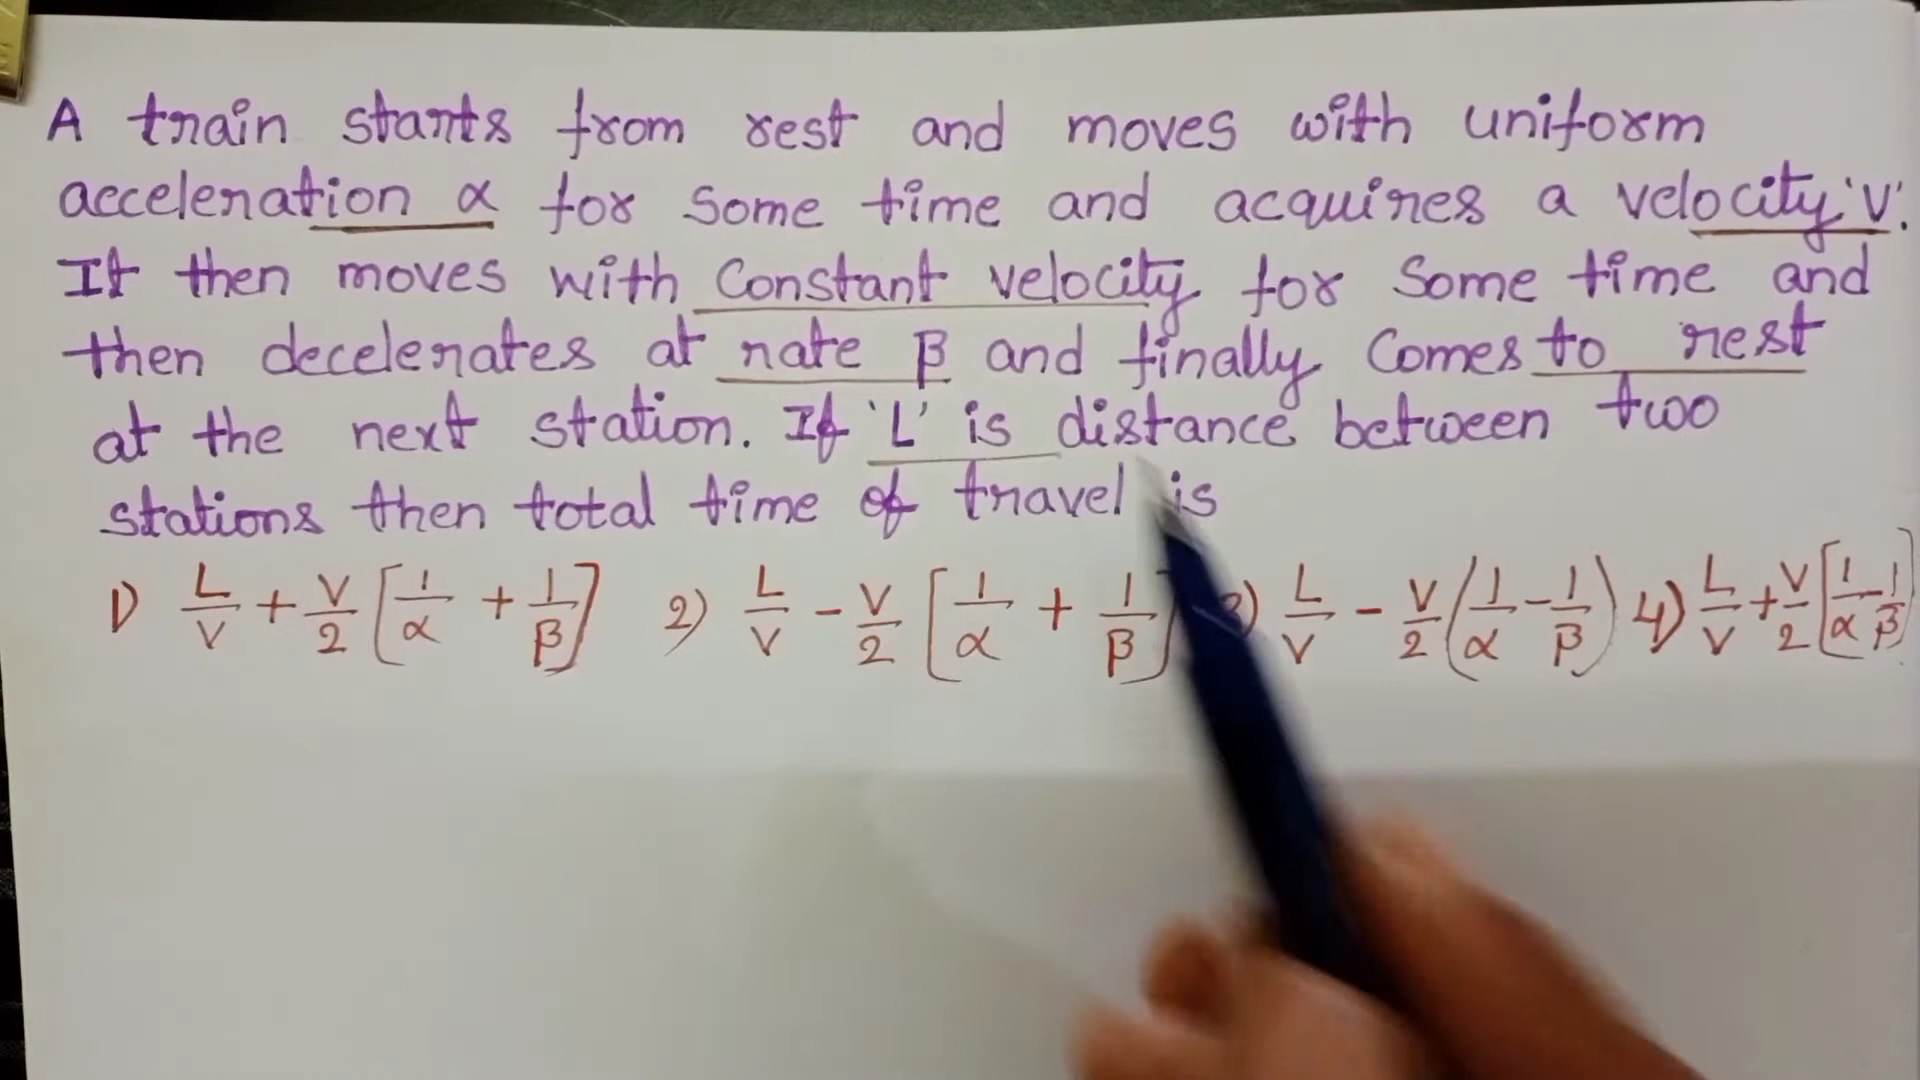 A train starts from rest and moves with uniform
acceleration α for some time and acquires a velocity 'V'.
It then moves with constant velocity for some time and
then decelerates at rate β and finally comes to rest
at the next station. If 'L' is distance between two
stations then total time of travel is
1) L/V + V/2 [1/α + 1/β] 2) L/V - V/2 [1/α + 1/β] 3) L/V - V/2 (1/α - 1/β) 4) L/V + V/2 [1/α - 1/β]